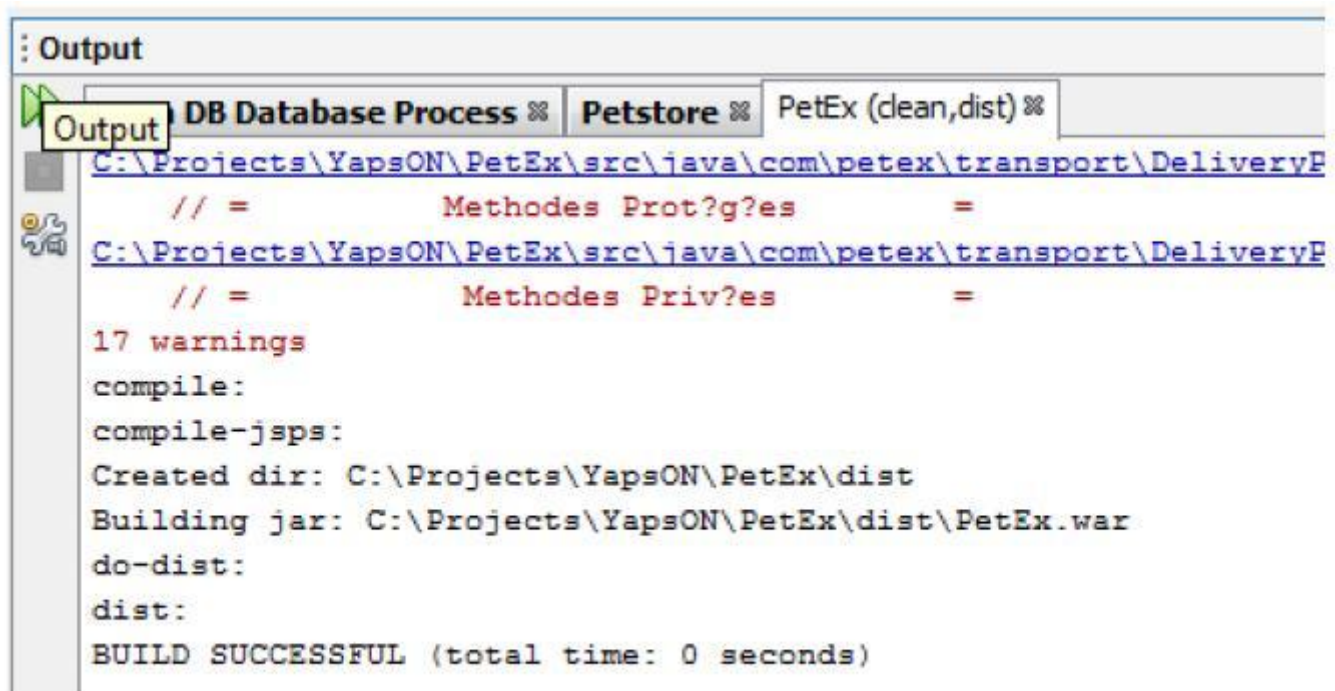 Output
Output
DB Database Process Petstore PetEx (clean,dist)
C:\Projects\YapsON\PetEx\src\java\com\petex\transport\DeliveryP
// = Methodes Prot?g?es =
C:\Projects\YapsON\PetEx\src\java\com\petex\transport\DeliveryP
// = Methodes Priv?es =
17 warnings
compile:
compile-jsps:
Created dir: C:\Projects\YapsON\PetEx\dist
Building jar: C:\Projects\YapsON\PetEx\dist\PetEx.war
do-dist:
dist:
BUILD SUCCESSFUL (total time: 0 seconds)